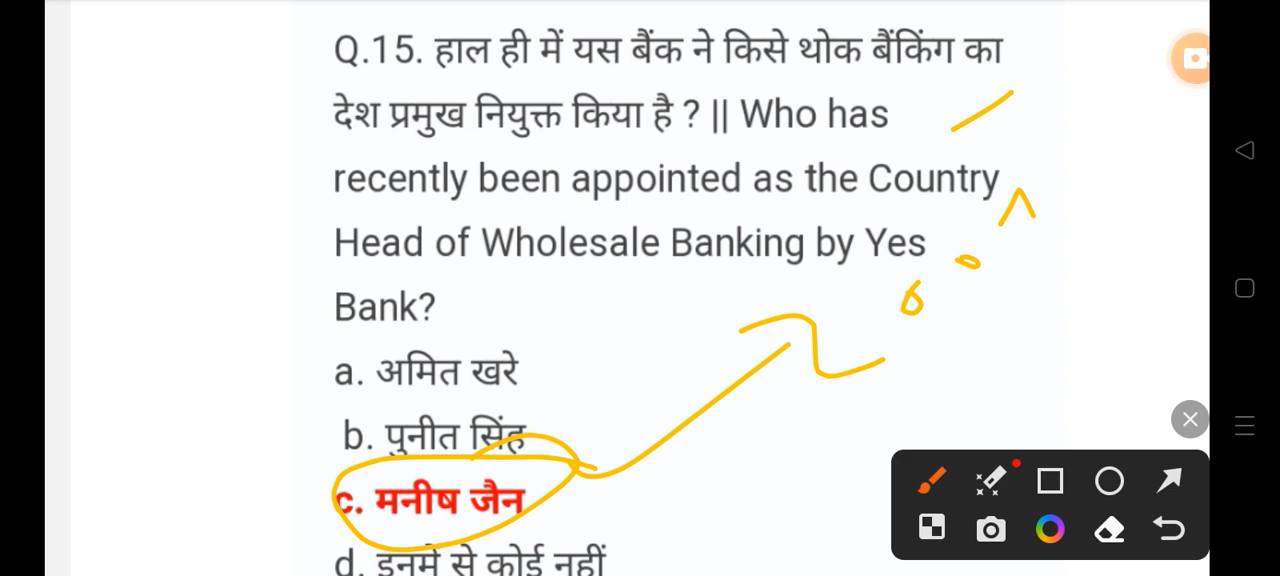 Q.15. हाल ही में यस बैंक ने किसे थोक बैंकिंग का
देश प्रमुख नियुक्त किया है ? || Who has
recently been appointed as the Country
Head of Wholesale Banking by Yes
Bank?
a. अमित खरे
b. पुनीत सिंह
c. मनीष जैन
d. इनमे से कोई नहीं